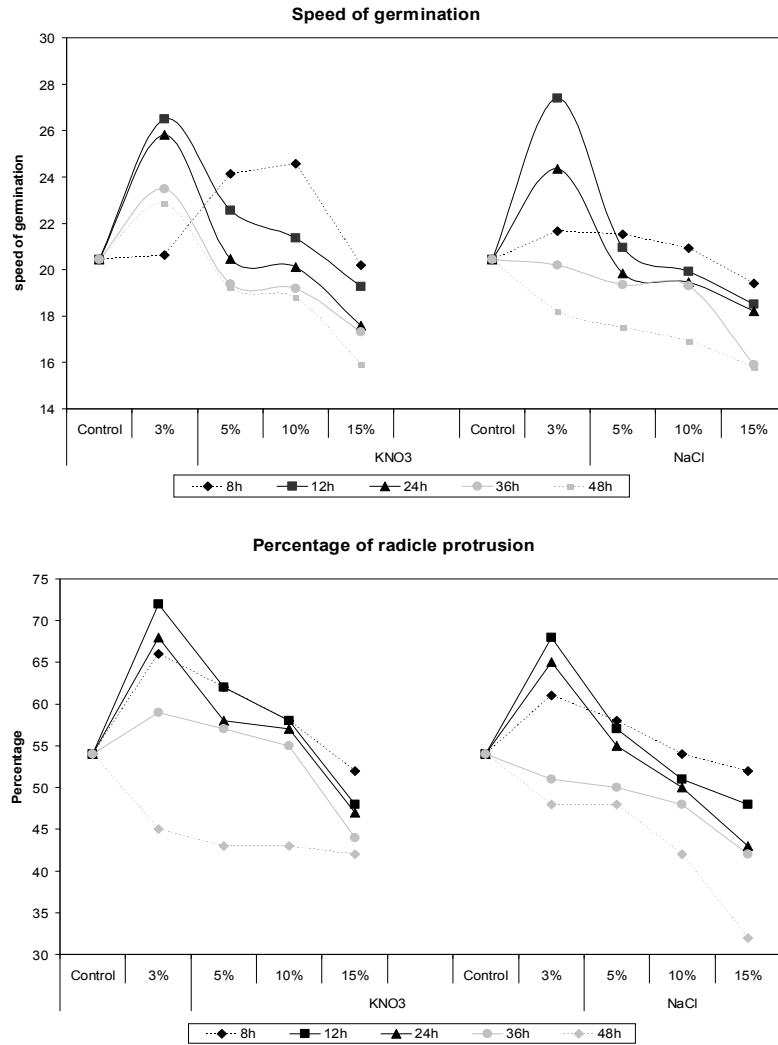 Speed of germination
30
28
26
24
22
20
18
16
14
speed of germination
Control 3% 5% 10% 15% Control 3% 5% 10% 15%
KNO3 NaCl
8h 12h 24h 36h 48h
Percentage of radicle protrusion
75
70
65
60
55
50
45
40
35
30
Percentage
Control 3% 5% 10% 15% Control 3% 5% 10% 15%
KNO3 NaCl
8h 12h 24h 36h 48h